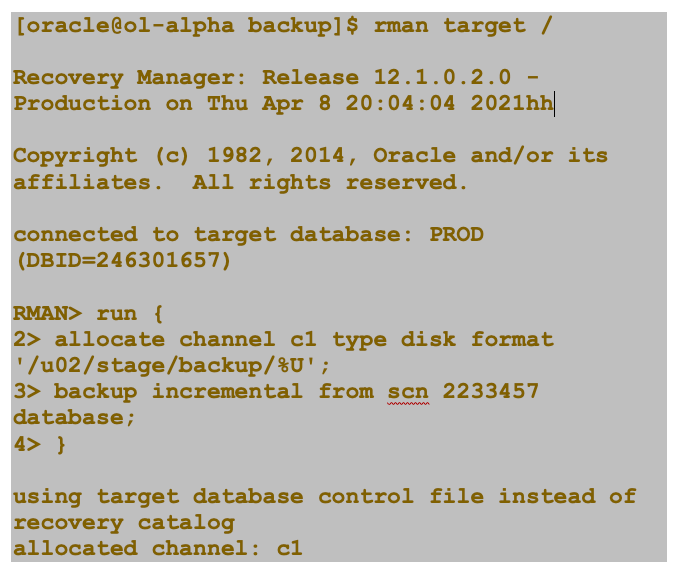 [oracle@ol-alpha backup]$ rman target /
Recovery Manager: Release 12.1.0.2.0 -
Production on Thu Apr 8 20:04:04 2021hh
Copyright (c) 1982, 2014, Oracle and/or its
affiliates.  All rights reserved.
connected to target database: PROD
(DBID=246301657)
RMAN> run {
2> allocate channel c1 type disk format
'/u02/stage/backup/%U';
3> backup incremental from scn 2233457
database;
4> }
using target database control file instead of
recovery catalog
allocated channel: c1